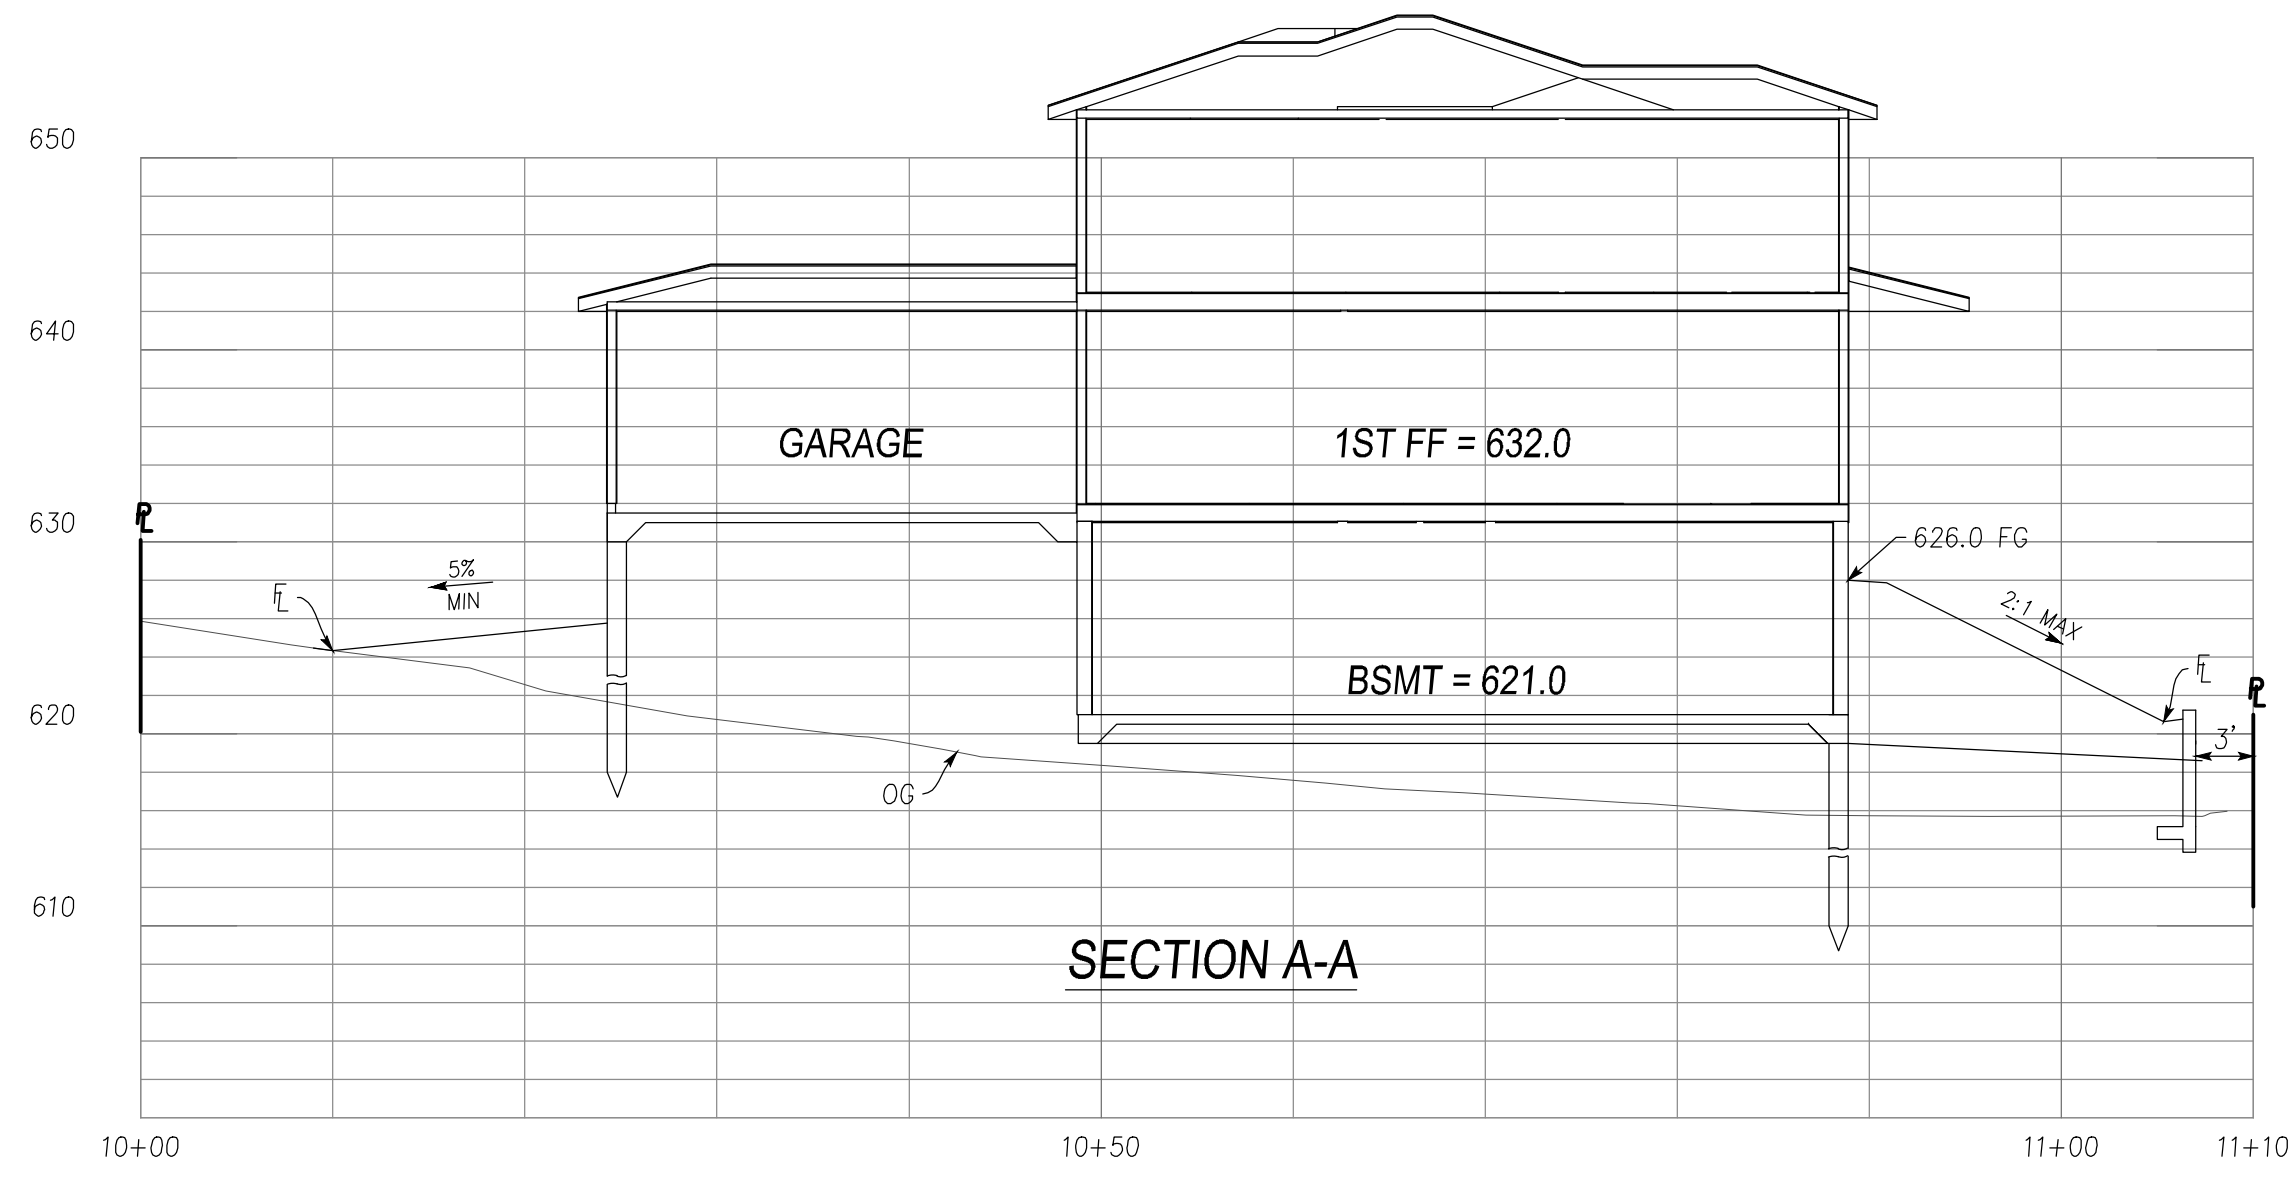 650
640
GARAGE
1ST FF = 632.0
PL
630
626.0 FG
5%
MIN
FL
2:1 MAX
FL
BSMT = 621.0
PL
620
3'
OG
610
SECTION A-A
10+00
10+50
11+00
11+10